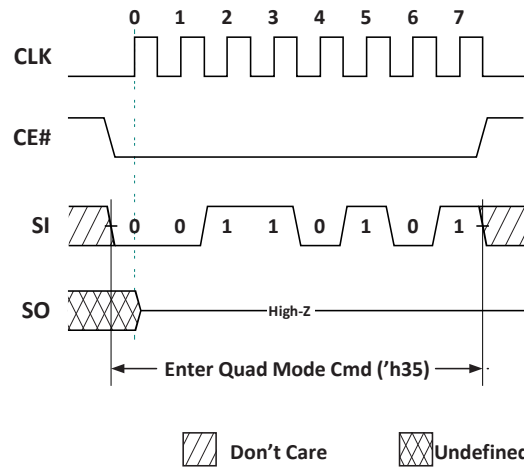 0 1 2 3 4 5 6 7
CLK
CE#
SI 0 0 1 1 0 1 0 1
SO High-Z
Enter Quad Mode Cmd ('h35)
Don't Care Undefined